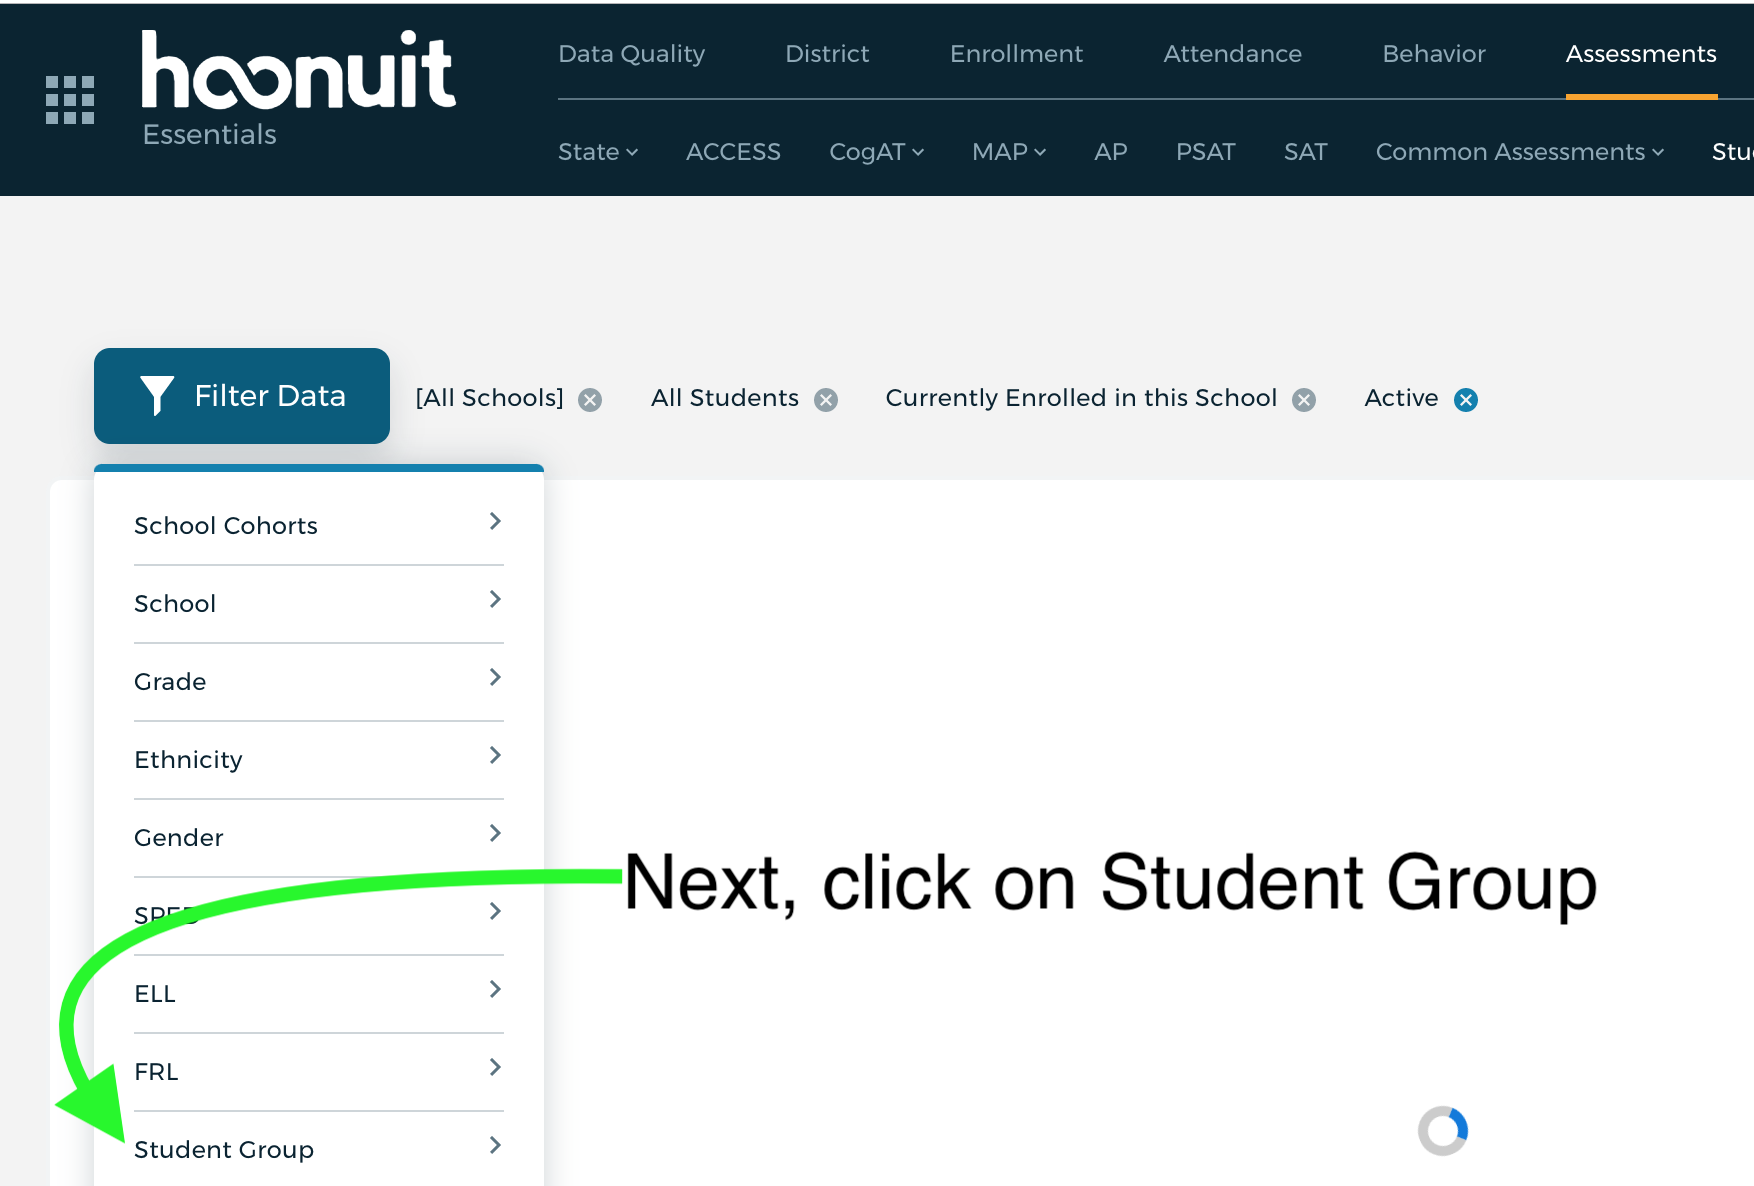 hoonuit
Essentials
Data Quality District Enrollment Attendance Behavior Assessments
State ACCESS CogAT MAP AP PSAT SAT Common Assessments Stu
Filter Data [All Schools] All Students Currently Enrolled in this School Active
School Cohorts
School
Grade
Ethnicity
Gender
Next, click on Student Group
SPED
ELL
FRL
Student Group